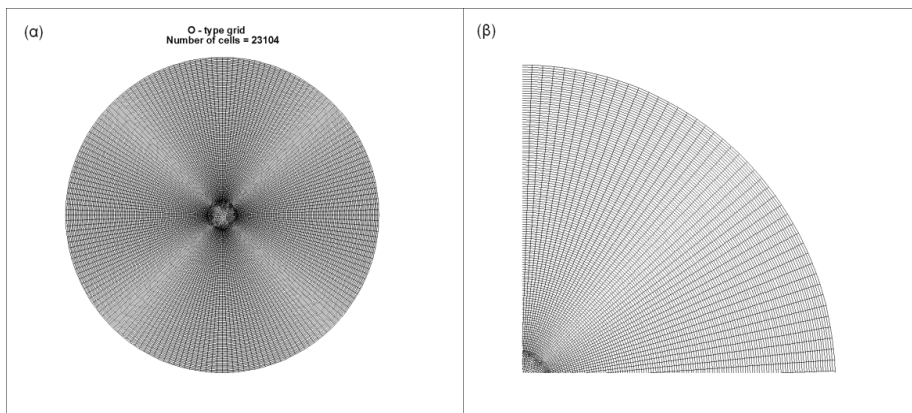 (α)
O - type grid
Number of cells = 23104
(β)